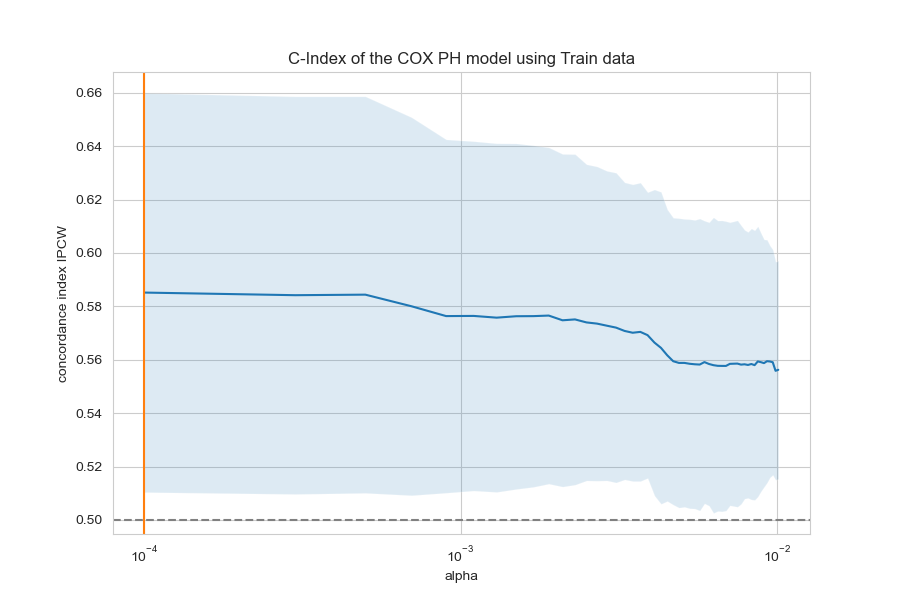 C-Index of the COX PH model using Train data
concordance index IPCW
0.66
0.64
0.62
0.60
0.58
0.56
0.54
0.52
0.50
10⁻⁴ 10⁻³ 10⁻²
alpha